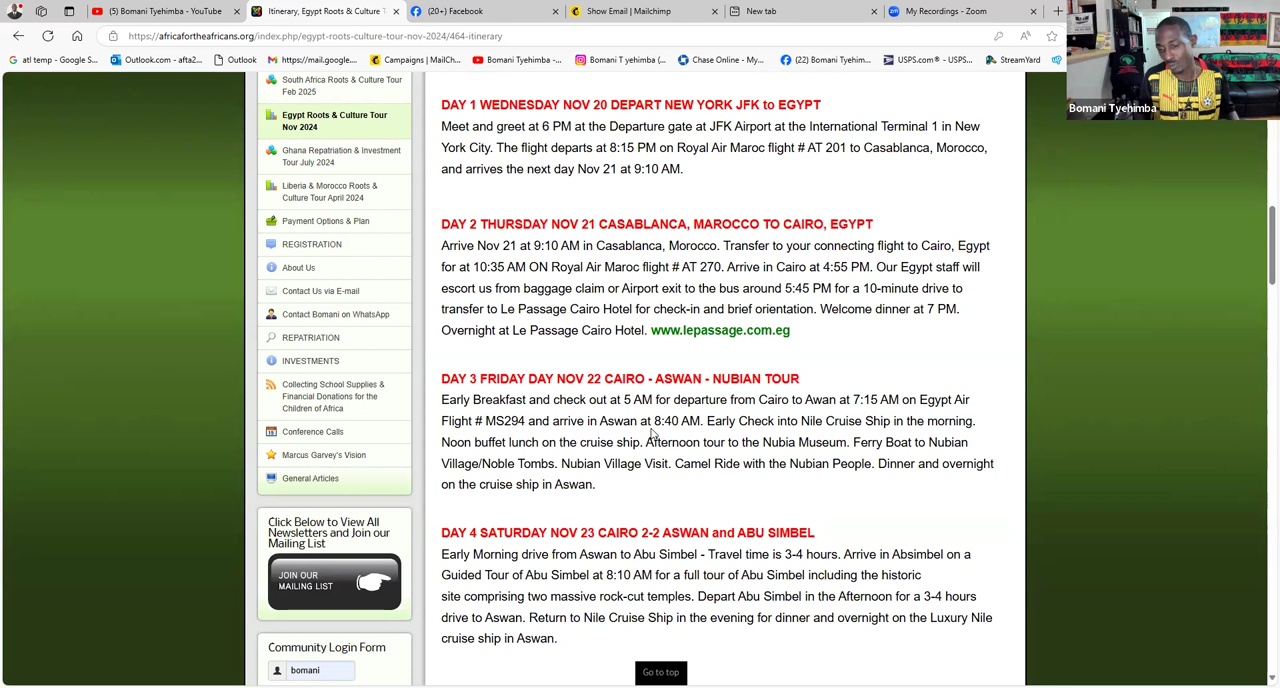 (5) Bomani Tyehimba - YouTube
Itinerary, Egypt Roots & Culture T
(20+) Facebook
Show Email | Mailchimp
New tab
My Recordings - Zoom
https://africafortheafricans.org/index.php/egypt-roots-culture-tour-nov-2024/464-itinerary
atl temp - Google S...
Outlook.com - afta2...
Outlook
https://mail.google...
Campaigns | MailCh...
Bomani Tyehimba -...
Bomani T yehimba (...
Chase Online - My...
(22) Bomani Tyehim...
USPS.com® - USPS...
StreamYard
Bomani Tyehimba
South Africa Roots & Culture Tour
Feb 2025
Egypt Roots & Culture Tour
Nov 2024
Ghana Repatriation & Investment
Tour July 2024
Liberia & Morocco Roots &
Culture Tour April 2024
Payment Options & Plan
REGISTRATION
About Us
Contact Us via E-mail
Contact Bomani on WhatsApp
REPATRIATION
INVESTMENTS
Collecting School Supplies &
Financial Donations for the
Children of Africa
Conference Calls
Marcus Garvey's Vision
General Articles
Click Below to View All
Newsletters and Join our
Mailing List
JOIN OUR
MAILING LIST
Community Login Form
bomani
DAY 1 WEDNESDAY NOV 20 DEPART NEW YORK JFK to EGYPT
Meet and greet at 6 PM at the Departure gate at JFK Airport at the International Terminal 1 in New
York City. The flight departs at 8:15 PM on Royal Air Maroc flight # AT 201 to Casablanca, Morocco,
and arrives the next day Nov 21 at 9:10 AM.
DAY 2 THURSDAY NOV 21 CASABLANCA, MAROCCO TO CAIRO, EGYPT
Arrive Nov 21 at 9:10 AM in Casablanca, Morocco. Transfer to your connecting flight to Cairo, Egypt
for at 10:35 AM ON Royal Air Maroc flight # AT 270. Arrive in Cairo at 4:55 PM. Our Egypt staff will
escort us from baggage claim or Airport exit to the bus around 5:45 PM for a 10-minute drive to
transfer to Le Passage Cairo Hotel for check-in and brief orientation. Welcome dinner at 7 PM.
Overnight at Le Passage Cairo Hotel. www.lepassage.com.eg
DAY 3 FRIDAY DAY NOV 22 CAIRO - ASWAN - NUBIAN TOUR
Early Breakfast and check out at 5 AM for departure from Cairo to Awan at 7:15 AM on Egypt Air
Flight # MS294 and arrive in Aswan at 8:40 AM. Early Check into Nile Cruise Ship in the morning.
Noon buffet lunch on the cruise ship. Afternoon tour to the Nubia Museum. Ferry Boat to Nubian
Village/Noble Tombs. Nubian Village Visit. Camel Ride with the Nubian People. Dinner and overnight
on the cruise ship in Aswan.
DAY 4 SATURDAY NOV 23 CAIRO 2-2 ASWAN and ABU SIMBEL
Early Morning drive from Aswan to Abu Simbel - Travel time is 3-4 hours. Arrive in Absimbel on a
Guided Tour of Abu Simbel at 8:10 AM for a full tour of Abu Simbel including the historic
site comprising two massive rock-cut temples. Depart Abu Simbel in the Afternoon for a 3-4 hours
drive to Aswan. Return to Nile Cruise Ship in the evening for dinner and overnight on the Luxury Nile
cruise ship in Aswan.
Go to top